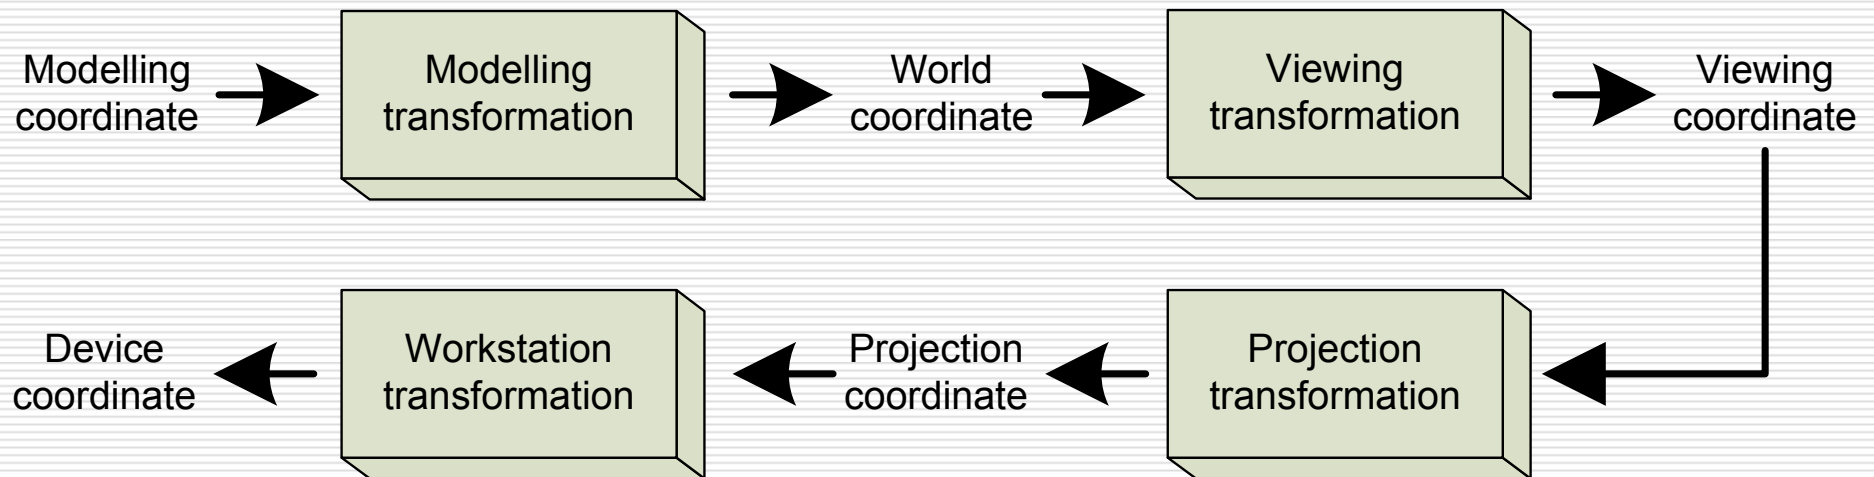 Modelling
coordinate
Modelling
transformation
World
coordinate
Viewing
transformation
Viewing
coordinate
Projection
transformation
Projection
coordinate
Workstation
transformation
Device
coordinate